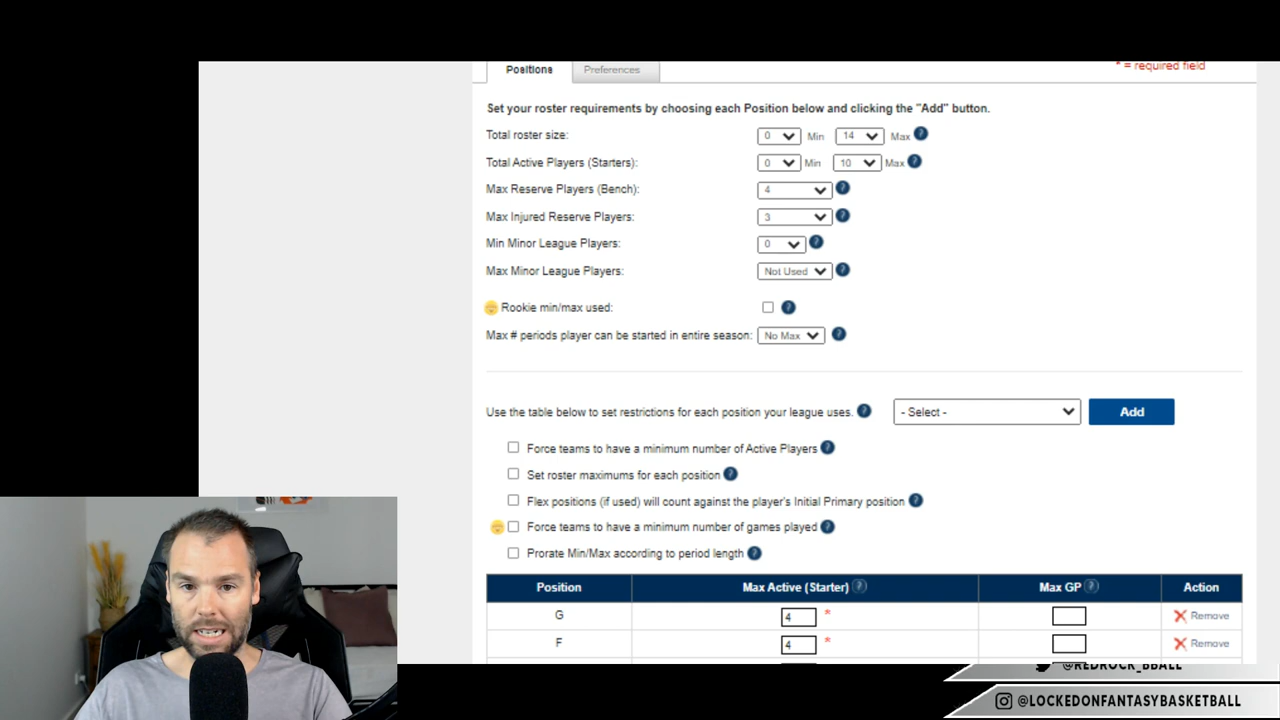 Positions Preferences * = required field
Set your roster requirements by choosing each Position below and clicking the "Add" button.
Total roster size: 0 Min 14 Max ?
Total Active Players (Starters): 0 Min 10 Max ?
Max Reserve Players (Bench): 4 ?
Max Injured Reserve Players: 3 ?
Min Minor League Players: 0 ?
Max Minor League Players: Not Used ?
Rookie min/max used: ?
Max # periods player can be started in entire season: No Max ?
Use the table below to set restrictions for each position your league uses. ? - Select - Add
Force teams to have a minimum number of Active Players ?
Set roster maximums for each position ?
Flex positions (if used) will count against the player's Initial Primary position ?
Force teams to have a minimum number of games played ?
Prorate Min/Max according to period length ?
Position Max Active (Starter) ? Max GP ? Action
G 4 * Remove
F 4 * Remove
@REDROCK_BBALL
@LOCKEDONFANTASYBASKETBALL